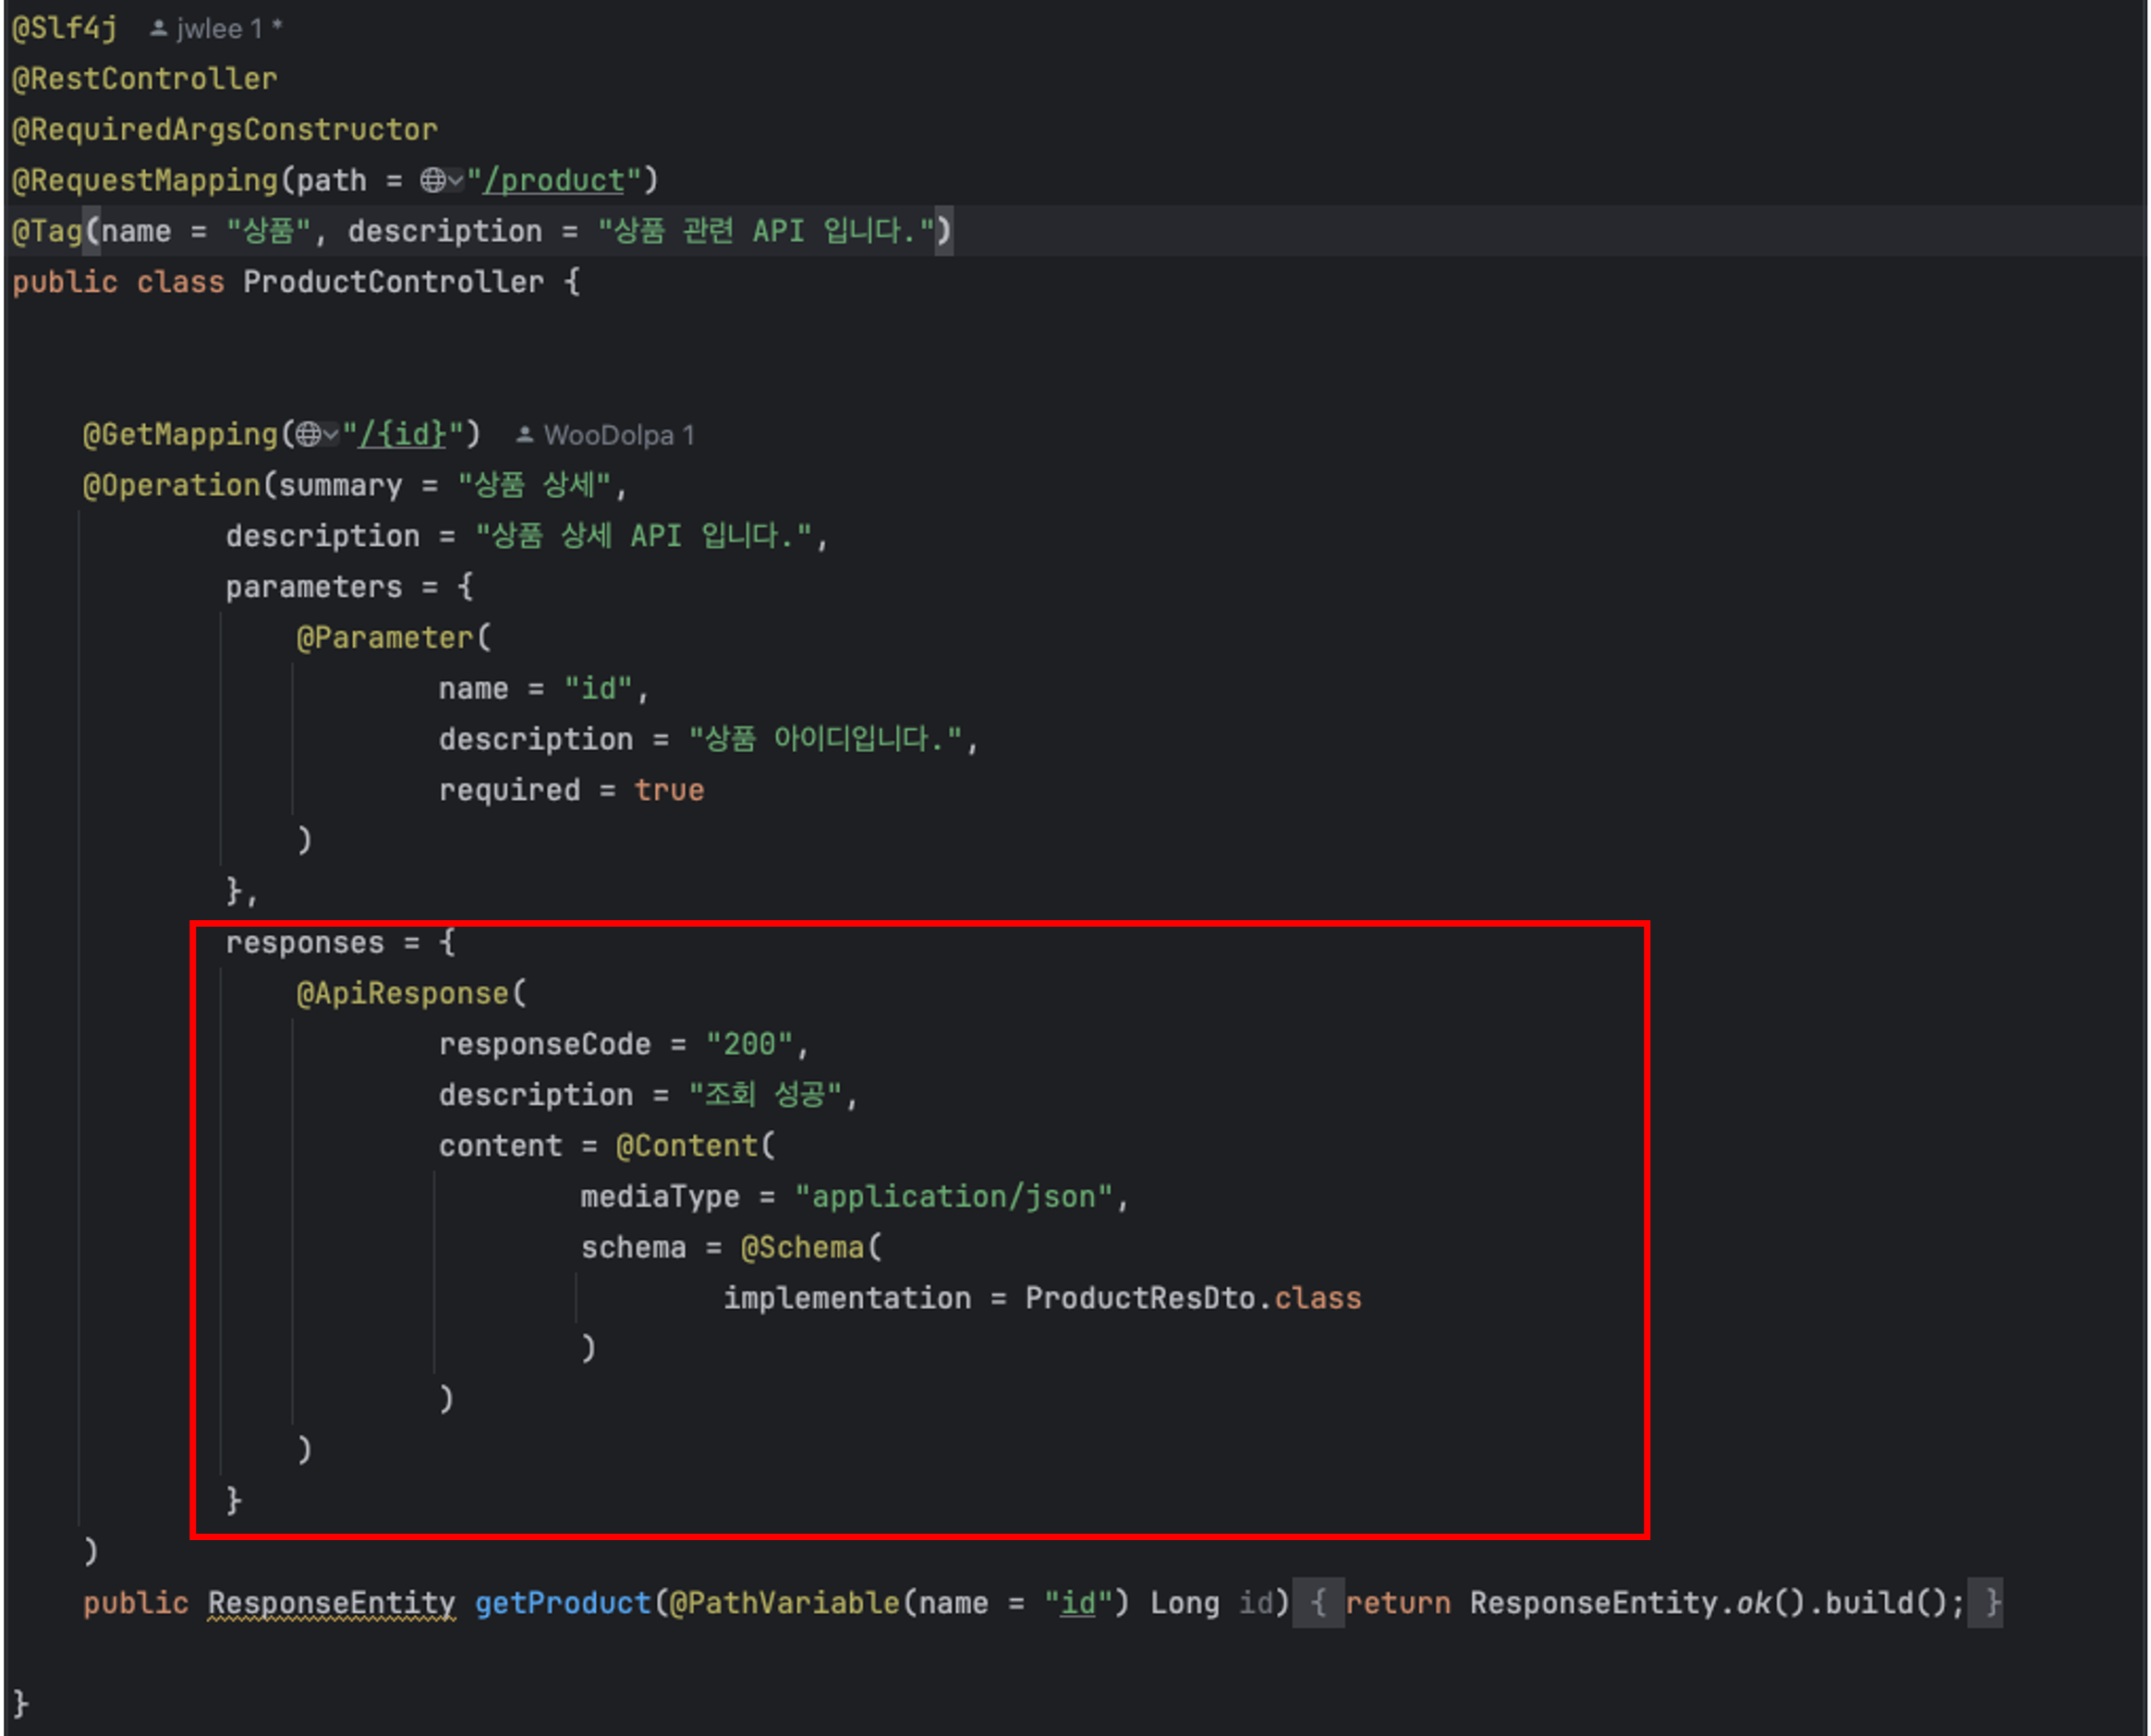 @Slf4j jwlee 1 *
@RestController
@RequiredArgsConstructor
@RequestMapping(path = "/product")
@Tag(name = "상품", description = "상품 관련 API 입니다.")
public class ProductController {
@GetMapping("/{id}") WooDolpa 1
@Operation(summary = "상품 상세",
description = "상품 상세 API 입니다.",
parameters = {
@Parameter(
name = "id",
description = "상품 아이디입니다.",
required = true
)
},
responses = {
@ApiResponse(
responseCode = "200",
description = "조회 성공",
content = @Content(
mediaType = "application/json",
schema = @Schema(
implementation = ProductResDto.class
)
)
)
}
)
public ResponseEntity getProduct(@PathVariable(name = "id") Long id) { return ResponseEntity.ok().build(); }
}